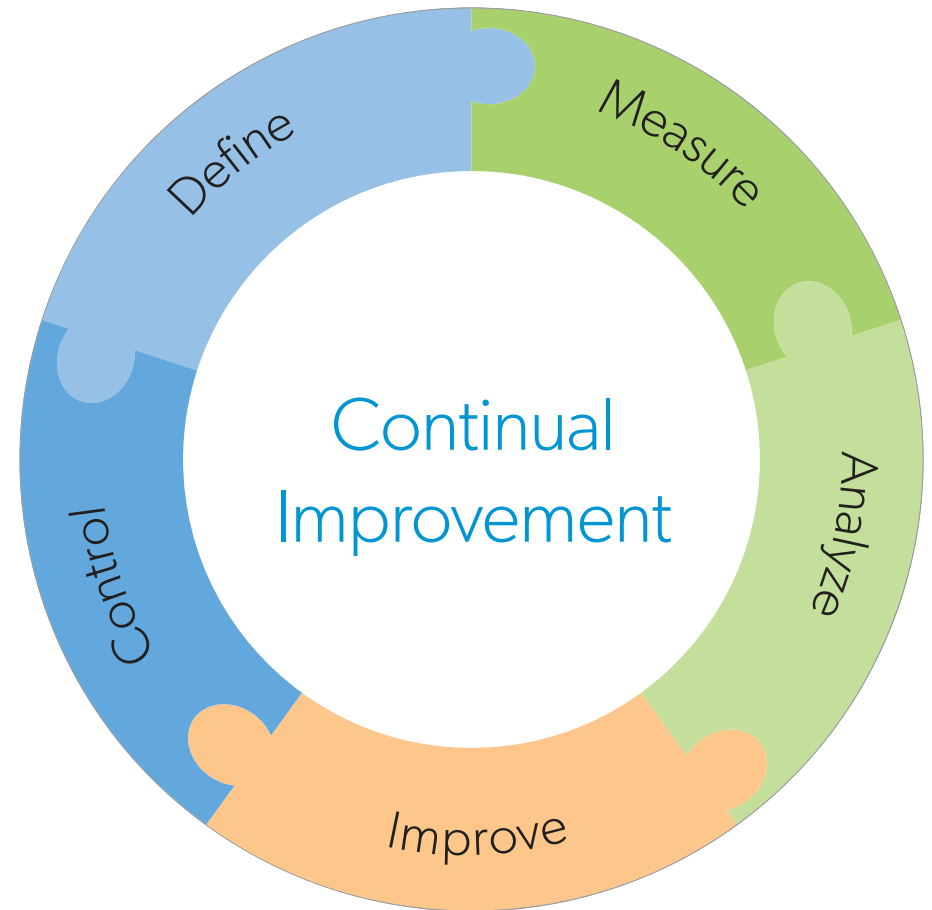 Define
Measure
Analyze
Improve
Control
Continual
Improvement